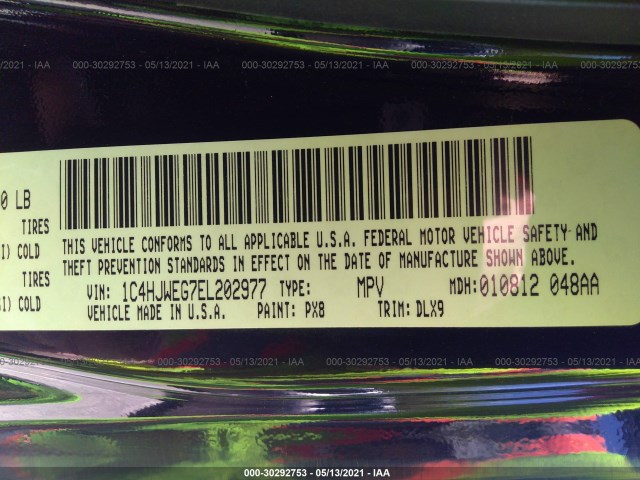 000-30292753 - 05/13/2021 - IAA 000-30292753 - 05/13/2021 - IAA 000-30292753 - 05/13/2021 - IAA
0 LB
TIRES
COLD
TIRES
COLD
THIS VEHICLE CONFORMS TO ALL APPLICABLE U.S.A. FEDERAL MOTOR VEHICLE SAFETY AND
THEFT PREVENTION STANDARDS IN EFFECT ON THE DATE OF MANUFACTURE SHOWN ABOVE.
VIN: 1C4HJWEG7EL202977 TYPE: MPV MDH: 010812 048AA
VEHICLE MADE IN U.S.A. PAINT: PX8 TRIM: DLX9
000-30292753 - 05/13/2021 - IAA 000-30292753 - 05/13/2021 - IAA 000-30292753 - 05/13/2021 - IAA
000-30292753 - 05/13/2021 - IAA